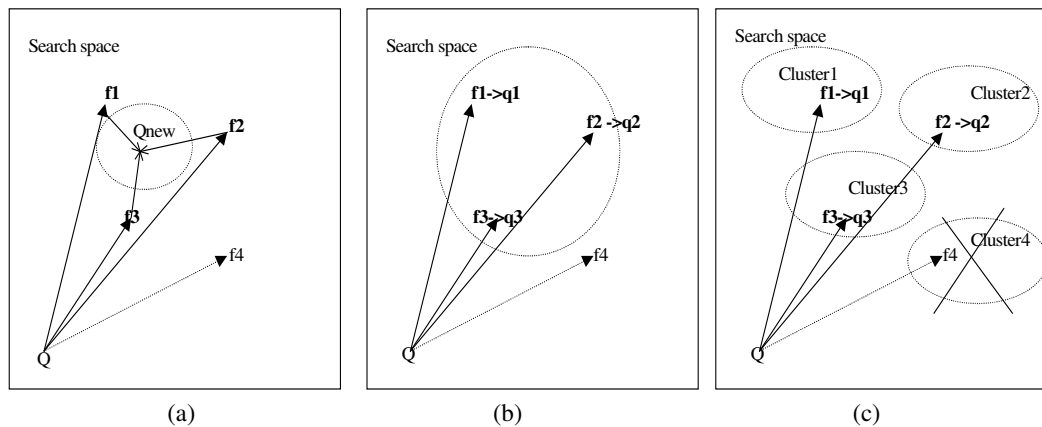 Search space
f1
Qnew
f2
f3
f4
Q
(a)
Search space
f1->q1
f2 ->q2
f3->q3
f4
Q
(b)
Search space
Cluster1
f1->q1
Cluster2
f2 ->q2
Cluster3
f3->q3
Cluster4
f4
Q
(c)